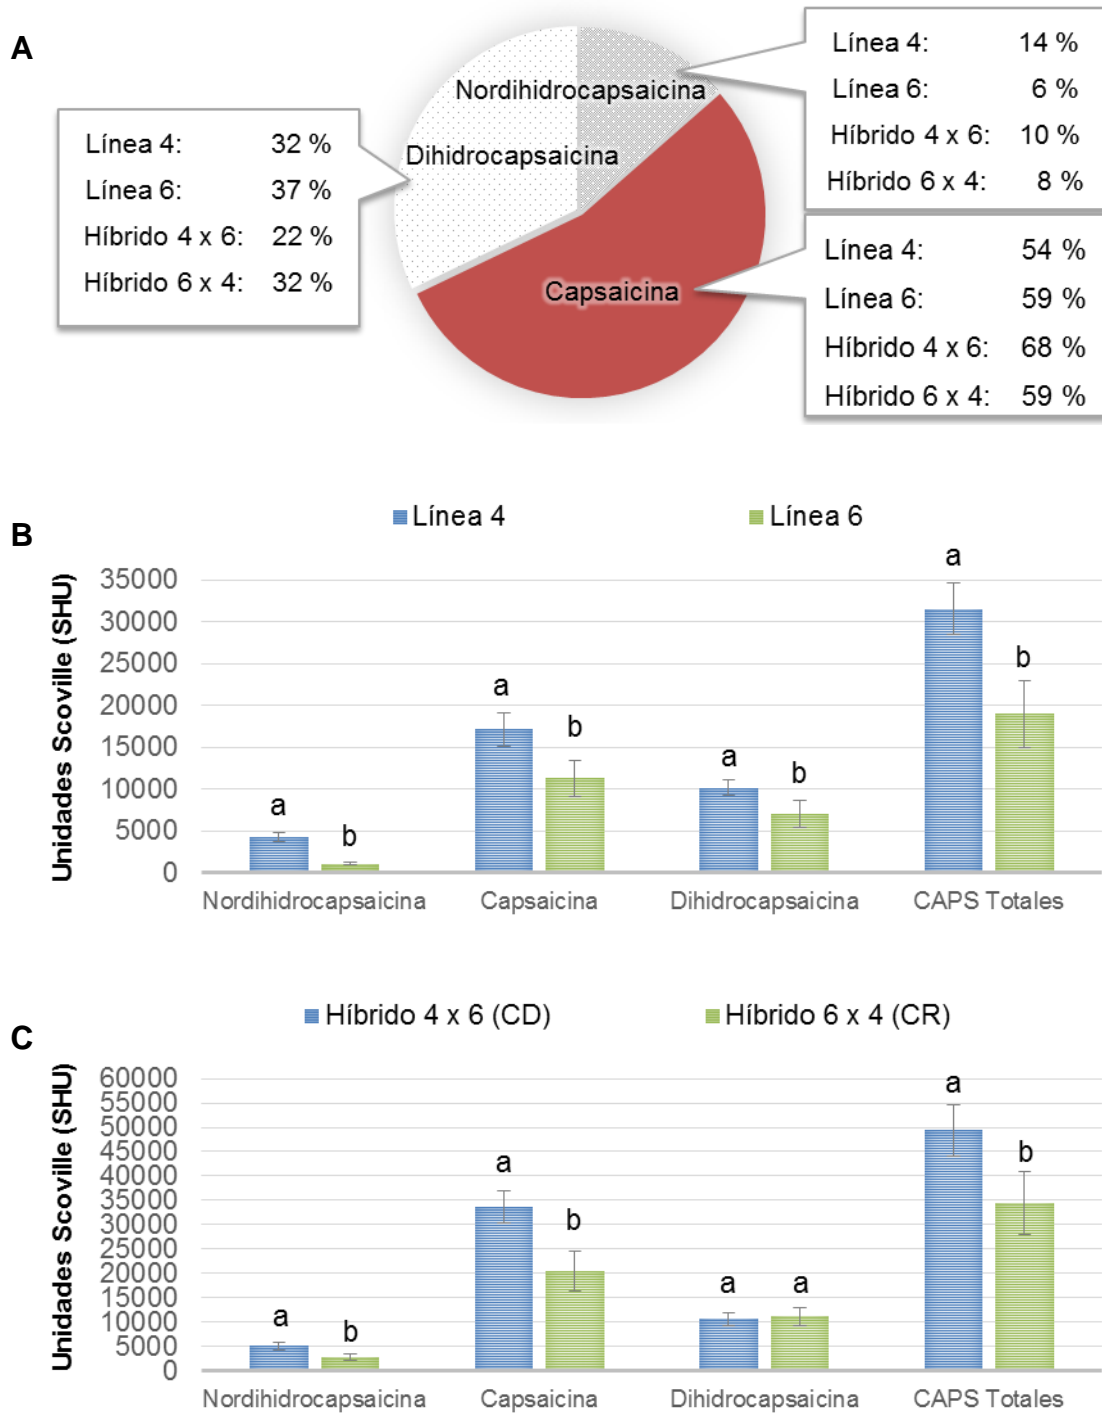 A
Nordihidrocapsaicina
Dihidrocapsaicina
Capsaicina
Línea 4: 32 %
Línea 6: 37 %
Híbrido 4 x 6: 22 %
Híbrido 6 x 4: 32 %
Línea 4: 14 %
Línea 6: 6 %
Híbrido 4 x 6: 10 %
Híbrido 6 x 4: 8 %
Línea 4: 54 %
Línea 6: 59 %
Híbrido 4 x 6: 68 %
Híbrido 6 x 4: 59 %
B
Línea 4
Línea 6
Unidades Scoville (SHU)
35000
30000
25000
20000
15000
10000
5000
0
a
b
a
b
a
b
a
b
Nordihidrocapsaicina
Capsaicina
Dihidrocapsaicina
CAPS Totales
C
Híbrido 4 x 6 (CD)
Híbrido 6 x 4 (CR)
Unidades Scoville (SHU)
60000
55000
50000
45000
40000
35000
30000
25000
20000
15000
10000
5000
0
a
b
a
b
a
a
a
b
Nordihidrocapsaicina
Capsaicina
Dihidrocapsaicina
CAPS Totales